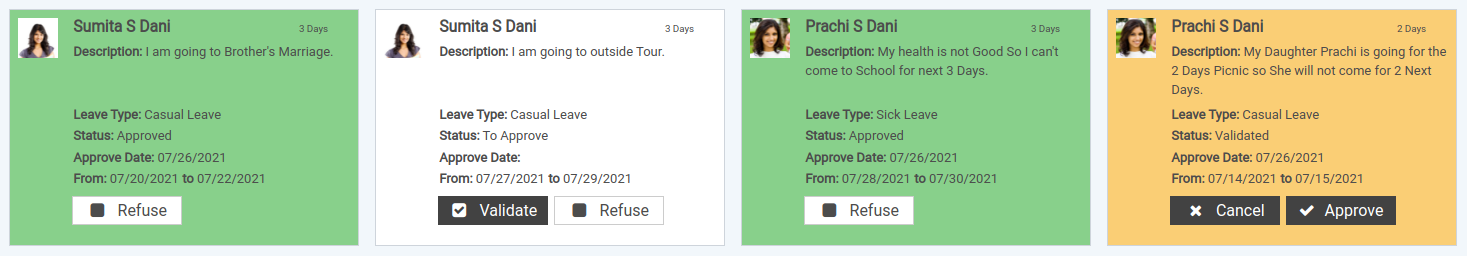 Sumita S Dani
3 Days
Description: I am going to Brother's Marriage.
Leave Type: Casual Leave
Status: Approved
Approve Date: 07/26/2021
From: 07/20/2021 to 07/22/2021
Refuse
Sumita S Dani
3 Days
Description: I am going to outside Tour.
Leave Type: Casual Leave
Status: To Approve
Approve Date:
From: 07/27/2021 to 07/29/2021
Validate
Refuse
Prachi S Dani
3 Days
Description: My health is not Good So I can't
come to School for next 3 Days.
Leave Type: Sick Leave
Status: Approved
Approve Date: 07/26/2021
From: 07/28/2021 to 07/30/2021
Refuse
Prachi S Dani
2 Days
Description: My Daughter Prachi is going for the
2 Days Picnic so She will not come for 2 Next
Days.
Leave Type: Casual Leave
Status: Validated
Approve Date: 07/26/2021
From: 07/14/2021 to 07/15/2021
Cancel
Approve